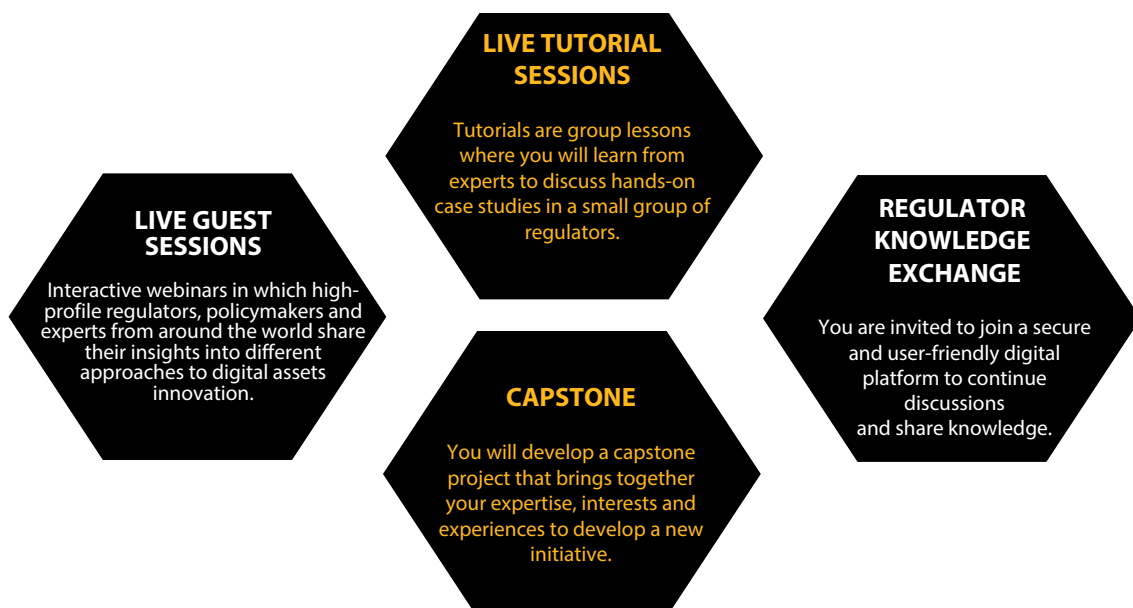 LIVE TUTORIAL
SESSIONS
Tutorials are group lessons
where you will learn from
experts to discuss hands-on
case studies in a small group of
regulators.
LIVE GUEST
SESSIONS
Interactive webinars in which high-
profile regulators, policymakers and
experts from around the world share
their insights into different
approaches to digital assets
innovation.
REGULATOR
KNOWLEDGE
EXCHANGE
You are invited to join a secure
and user-friendly digital
platform to continue
discussions
and share knowledge.
CAPSTONE
You will develop a capstone
project that brings together
your expertise, interests and
experiences to develop a new
initiative.